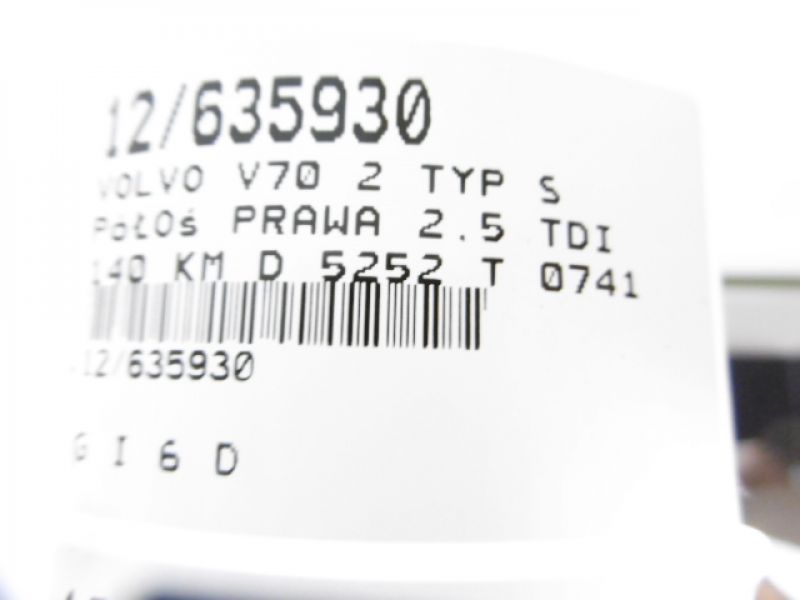 12/635930
VOLVO V70 2 TYP S
PółOś PRAWA 2.5 TDI
140 KM D 5252 T 0741
12/635930
G I 6 D